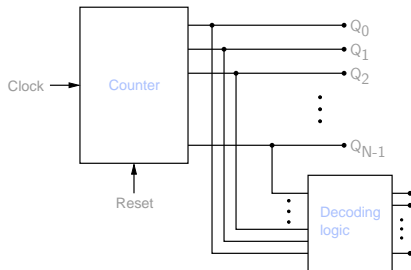 Q0
Q1
Clock
Counter
Q2
QN-1
Reset
Decoding
logic